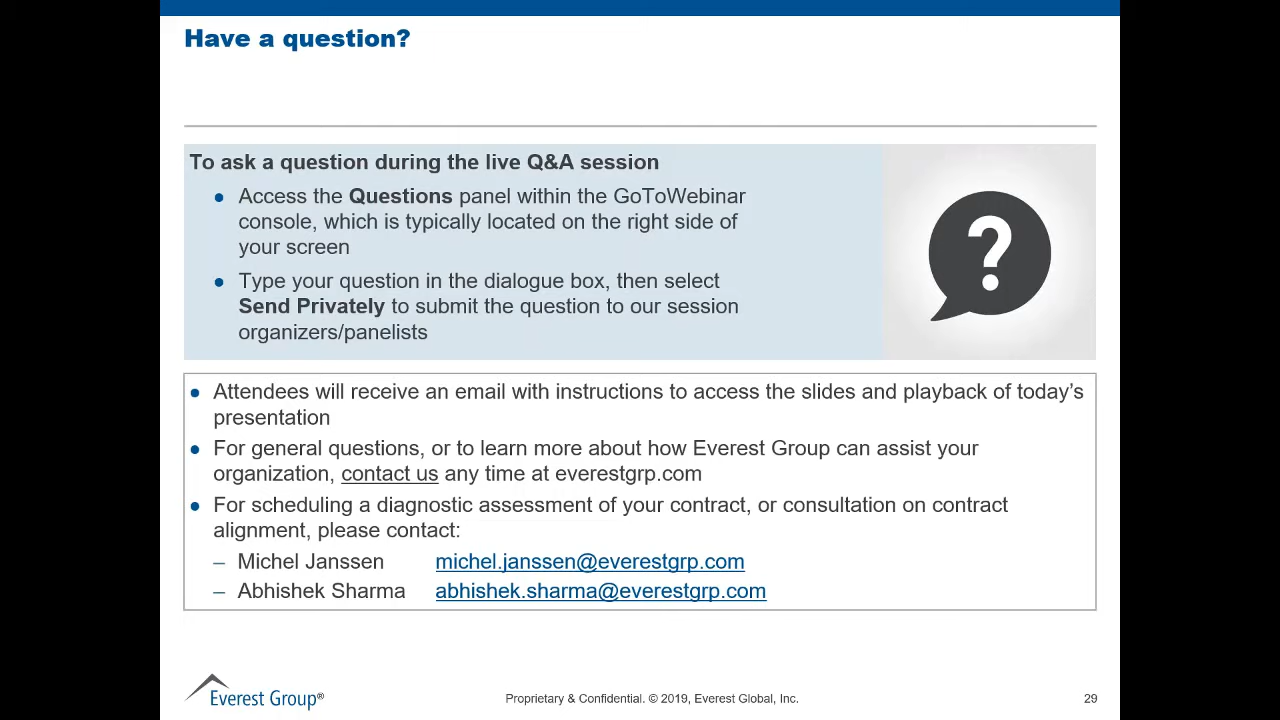 Have a question?
To ask a question during the live Q&A session
● Access the Questions panel within the GoToWebinar
console, which is typically located on the right side of
your screen
● Type your question in the dialogue box, then select
Send Privately to submit the question to our session
organizers/panelists
?
● Attendees will receive an email with instructions to access the slides and playback of today’s
presentation
● For general questions, or to learn more about how Everest Group can assist your
organization, contact us any time at everestgrp.com
● For scheduling a diagnostic assessment of your contract, or consultation on contract
alignment, please contact:
– Michel Janssen michel.janssen@everestgrp.com
– Abhishek Sharma abhishek.sharma@everestgrp.com
Everest Group®
Proprietary & Confidential. © 2019, Everest Global, Inc.
29